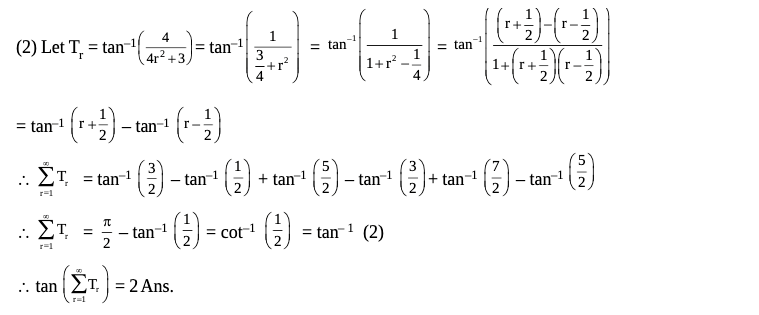 (2) Let T_r = tan⁻¹(4/(4r²+3)) = tan⁻¹(1/(3/4+r²)) = tan⁻¹(1/(1+r²−1/4)) = tan⁻¹(((r+1/2)−(r−1/2))/(1+(r+1/2)(r−1/2)))
= tan⁻¹(r+1/2) – tan⁻¹(r−1/2)
∴ ∑_{r=1}^{∞} T_r = tan⁻¹(3/2) – tan⁻¹(1/2) + tan⁻¹(5/2) – tan⁻¹(3/2) + tan⁻¹(7/2) – tan⁻¹(5/2)
∴ ∑_{r=1}^{∞} T_r = π/2 – tan⁻¹(1/2) = cot⁻¹(1/2) = tan⁻¹ (2)
∴ tan(∑_{r=1}^{∞} T_r) = 2 Ans.